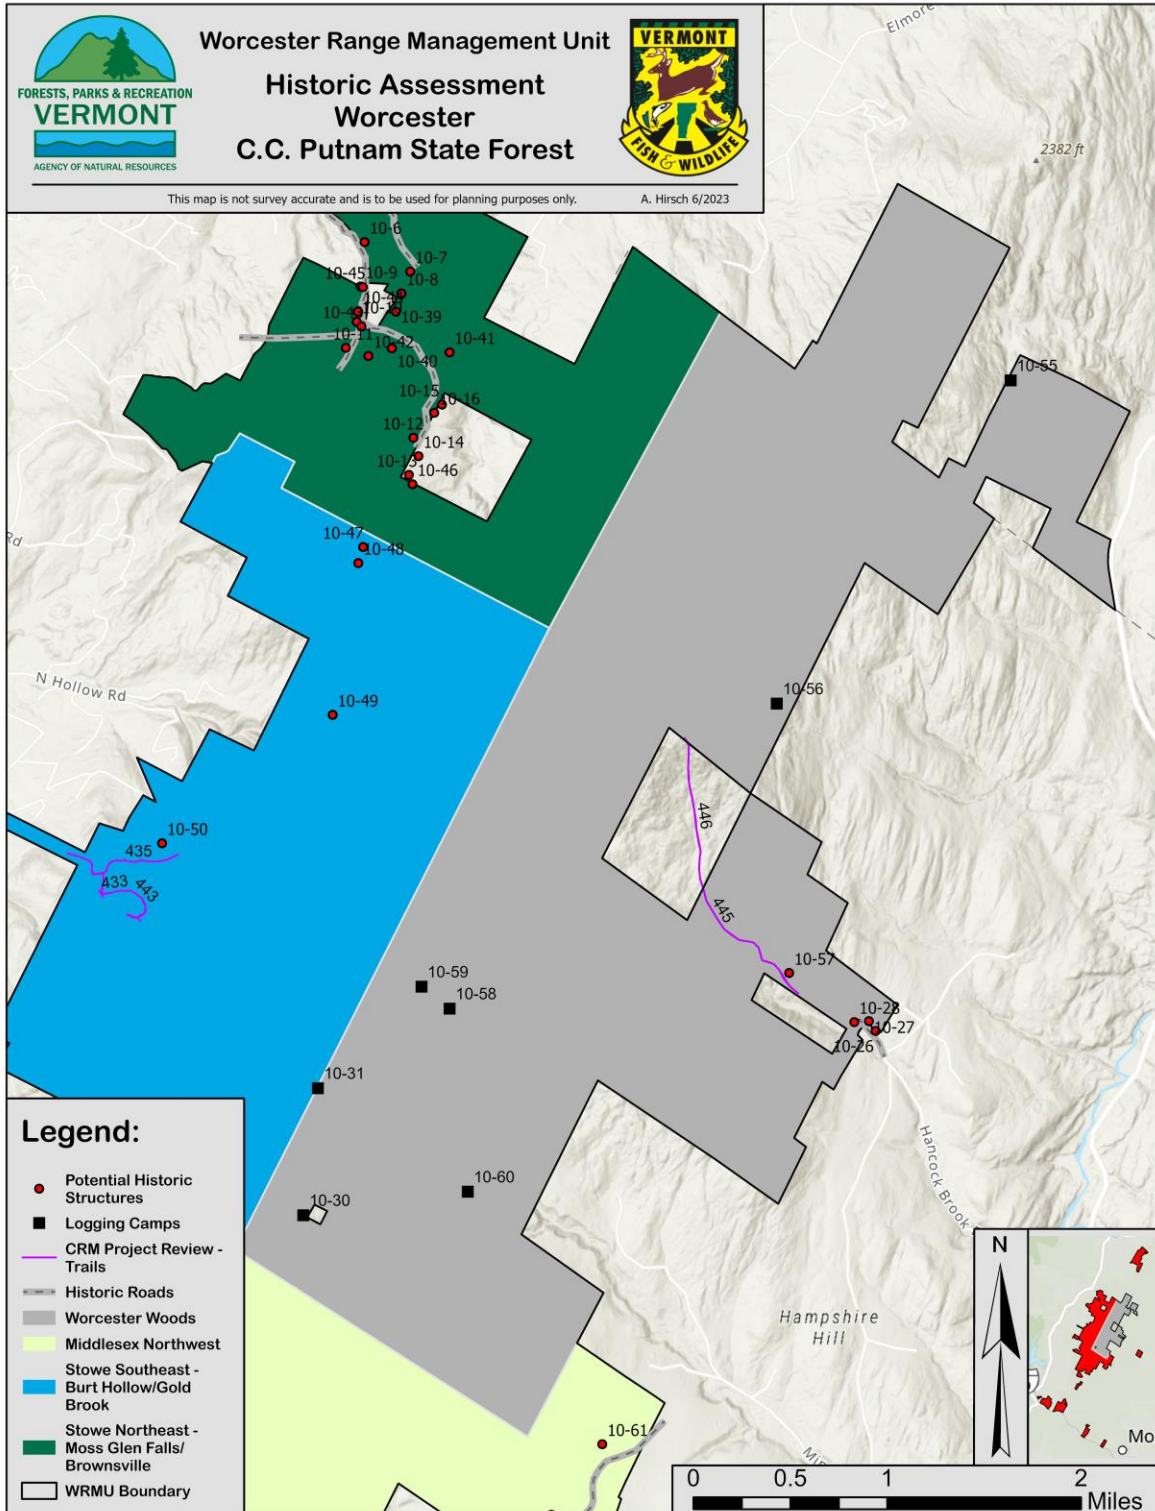 FORESTS, PARKS & RECREATION
VERMONT
AGENCY OF NATURAL RESOURCES
Worcester Range Management Unit
Historic Assessment
Worcester
C.C. Putnam State Forest
VERMONT
FISH & WILDLIFE
This map is not survey accurate and is to be used for planning purposes only.
A. Hirsch 6/2023
Elmore
2382 ft
10-6
10-7
10-45
10-9
10-8
10-39
10-11
10-42
10-41
10-40
10-15
10-16
10-12
10-14
10-13
10-46
10-47
10-48
10-55
Rd
N Hollow Rd
10-49
10-56
446
10-50
435
433
443
445
10-57
10-59
10-58
10-28
10-27
10-26
10-31
10-60
10-30
Hancock Brook
Hampshire
Hill
10-61
Legend:
Potential Historic
Structures
Logging Camps
CRM Project Review -
Trails
Historic Roads
Worcester Woods
Middlesex Northwest
Stowe Southeast -
Burt Hollow/Gold
Brook
Stowe Northeast -
Moss Glen Falls/
Brownsville
WRMU Boundary
N
Mo
0 0.5 1 2
Miles